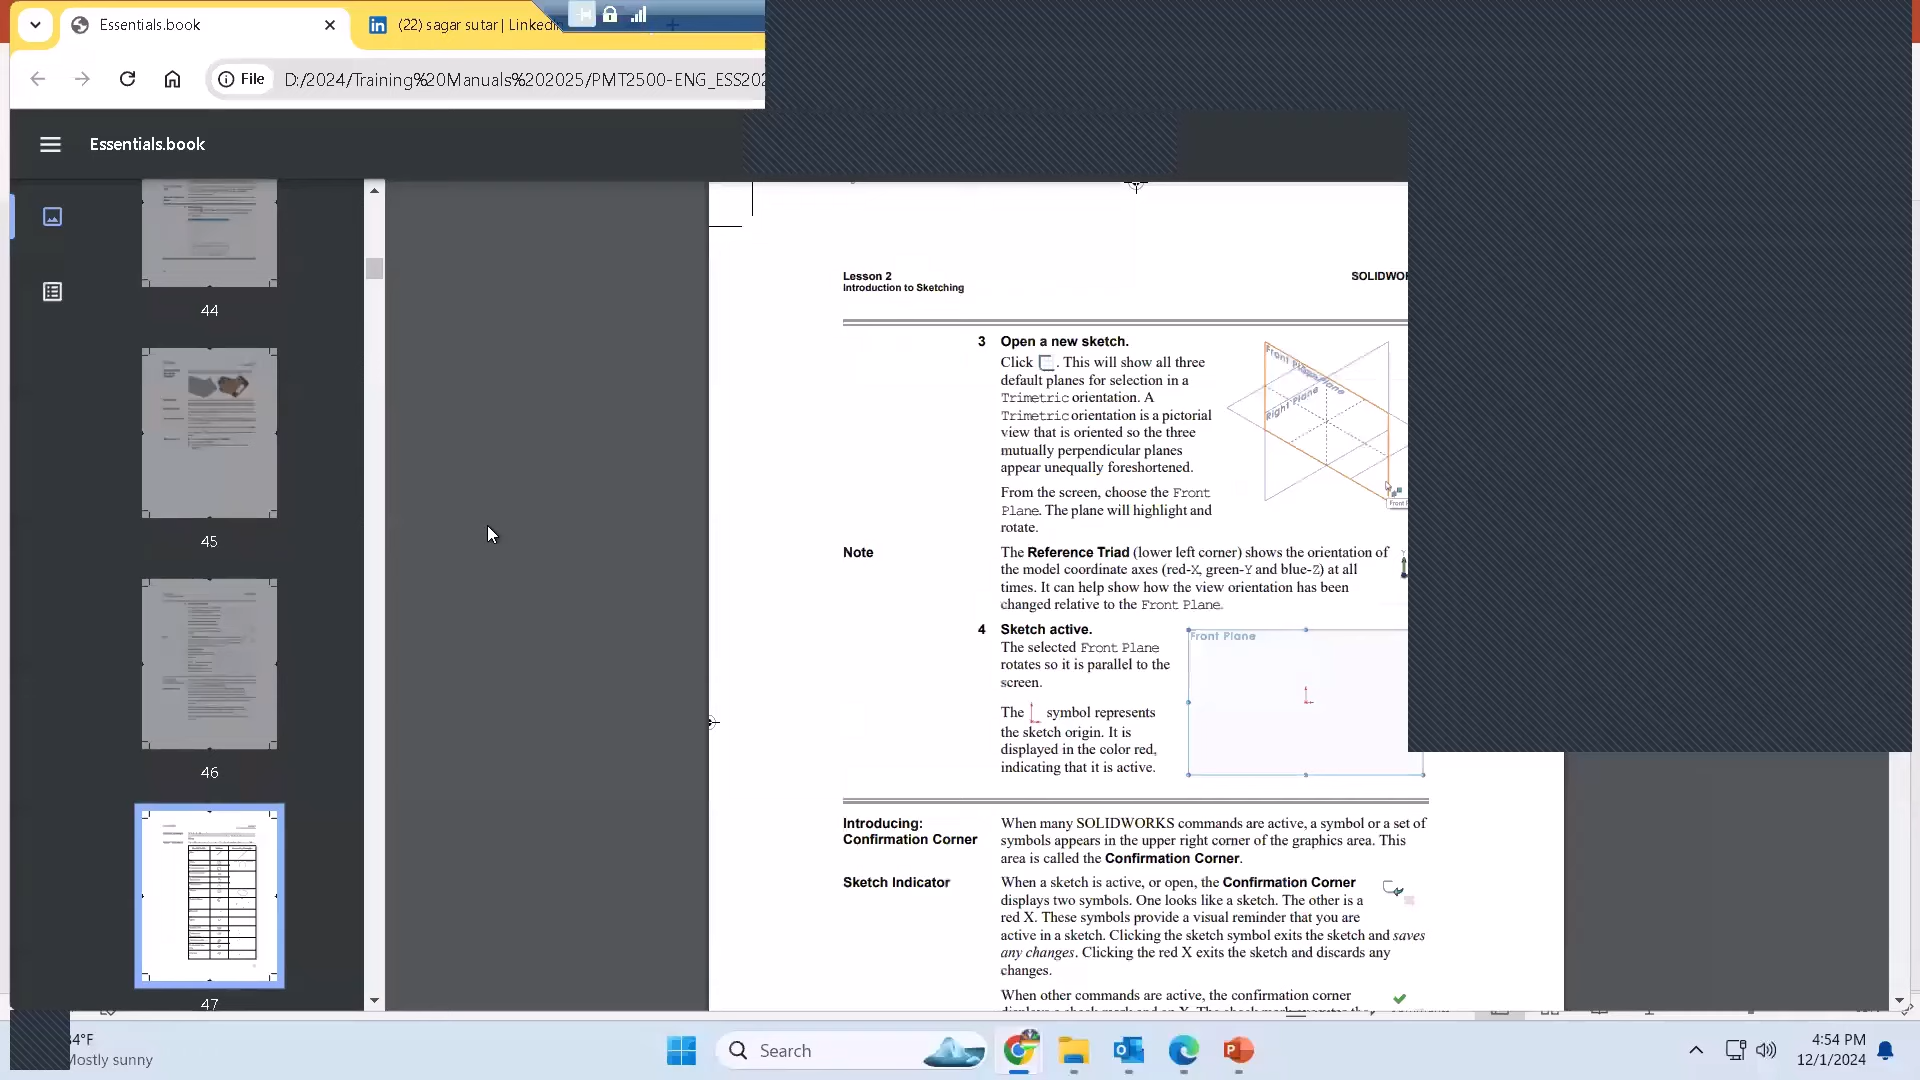 Essentials.book
(22) sagar sutar | Linkedin
File
D:/2024/Training%20Manuals%202025/PMT2500-ENG_ESS202
Essentials.book
44
45
46
47
Lesson 2
Introduction to Sketching
SOLIDWOR
3 Open a new sketch.
Click . This will show all three
default planes for selection in a
Trimetric orientation. A
Trimetric orientation is a pictorial
view that is oriented so the three
mutually perpendicular planes
appear unequally foreshortened.
From the screen, choose the Front
Plane. The plane will highlight and
rotate.
Front Plane
Right Plane
Note
The Reference Triad (lower left corner) shows the orientation of
the model coordinate axes (red-X, green-Y and blue-Z) at all
times. It can help show how the view orientation has been
changed relative to the Front Plane.
4 Sketch active.
The selected Front Plane
rotates so it is parallel to the
screen.
The symbol represents
the sketch origin. It is
displayed in the color red,
indicating that it is active.
Front Plane
Introducing:
Confirmation Corner
When many SOLIDWORKS commands are active, a symbol or a set of
symbols appears in the upper right corner of the graphics area. This
area is called the Confirmation Corner.
Sketch Indicator
When a sketch is active, or open, the Confirmation Corner
displays two symbols. One looks like a sketch. The other is a
red X. These symbols provide a visual reminder that you are
active in a sketch. Clicking the sketch symbol exits the sketch and saves
any changes. Clicking the red X exits the sketch and discards any
changes.
When other commands are active, the confirmation corner
4°F
Mostly sunny
Search
4:54 PM
12/1/2024